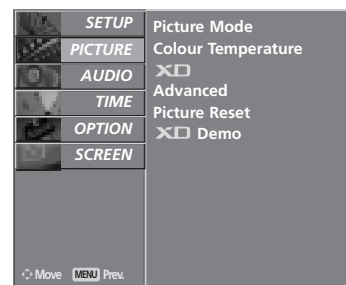 SETUP
PICTURE
AUDIO
TIME
OPTION
SCREEN
Move MENU Prev.
Picture Mode
Colour Temperature
XD
Advanced
Picture Reset
XD Demo